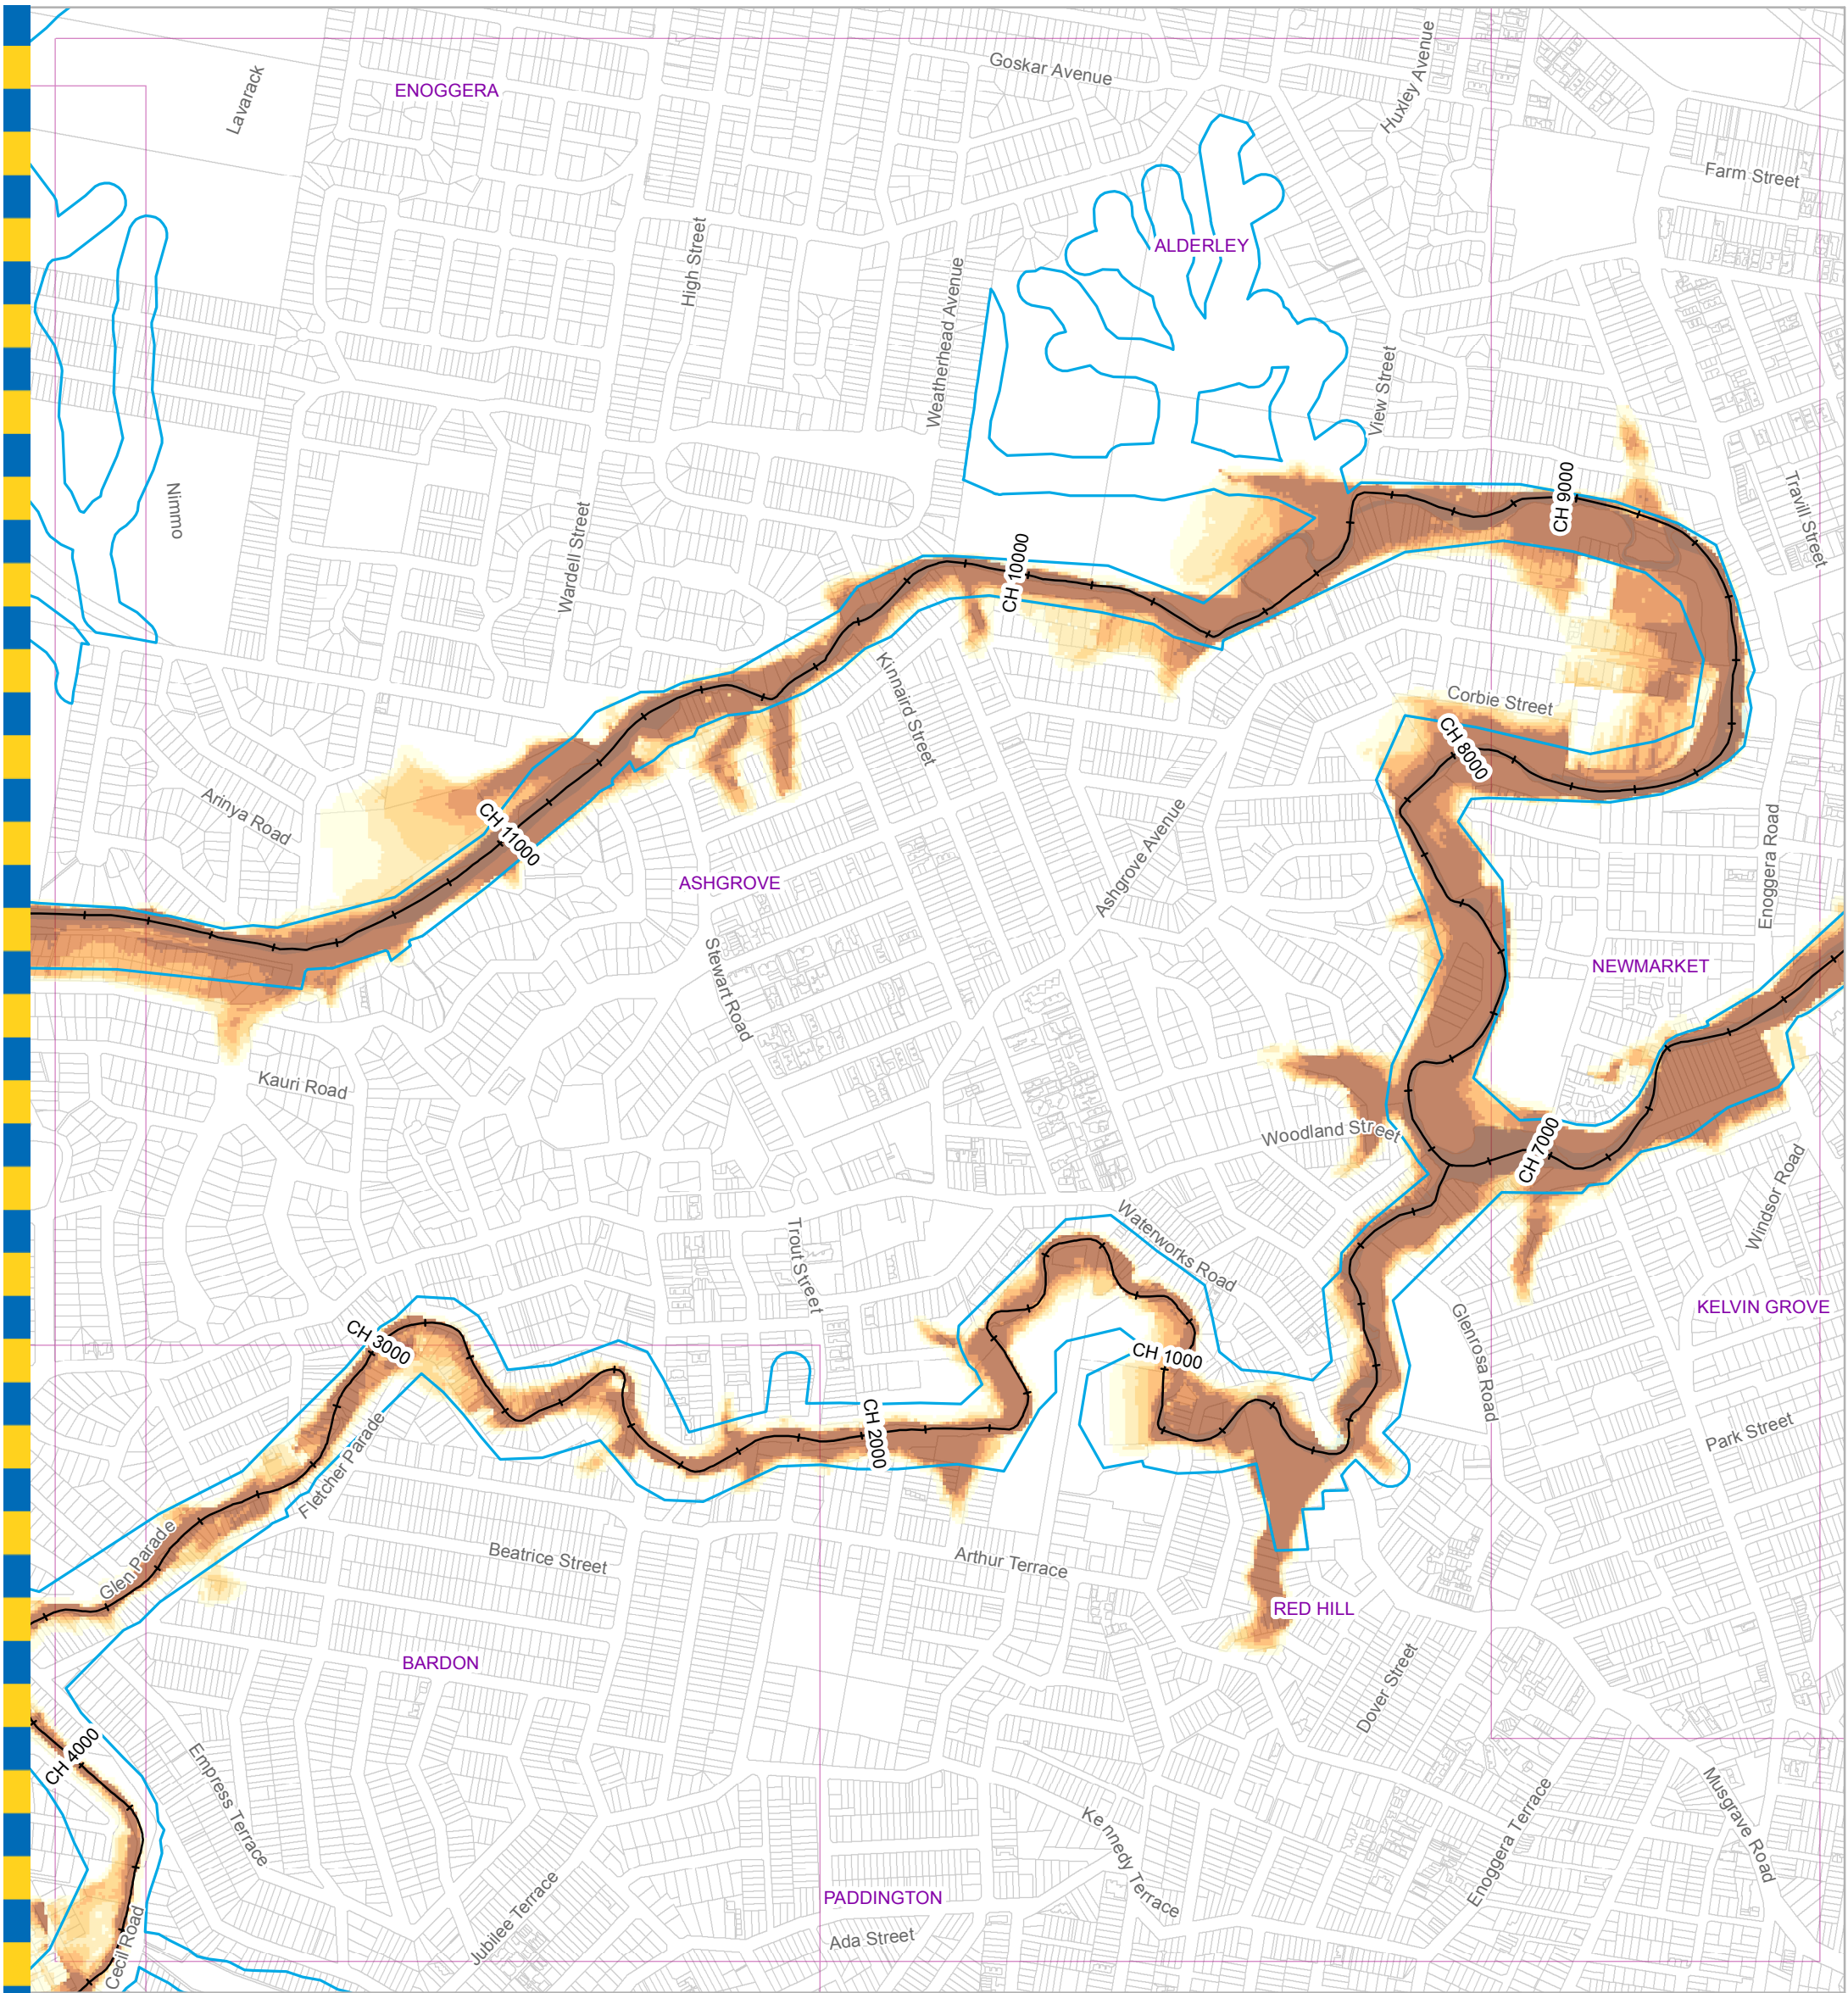 Goskar Avenue
Huxley Avenue
Lavarack
ENOGGERA
Farm Street
High Street
ALDERLEY
Weatherhead Avenue
View Street
Nimmo
Travill Street
CH 9000
Wardell Street
CH 10000
Kinnaird Street
Corbie Street
CH 8000
Arinya Road
CH 11000
Ashgrove Avenue
Enoggera Road
ASHGROVE
NEWMARKET
Stewart Road
Kauri Road
Woodland Street
CH 7000
Windsor Road
Trout Street
Waterworks Road
KELVIN GROVE
CH 3000
CH 1000
Glenrosa Road
CH 2000
Park Street
Fletcher Parade
Glen Parade
Beatrice Street
Arthur Terrace
RED HILL
BARDON
Dover Street
CH 4000
Empress Terrace
Kennedy Terrace
Enoggera Terrace
Musgrave Road
PADDINGTON
Jubilee Terrace
Ada Street
Cecil Road